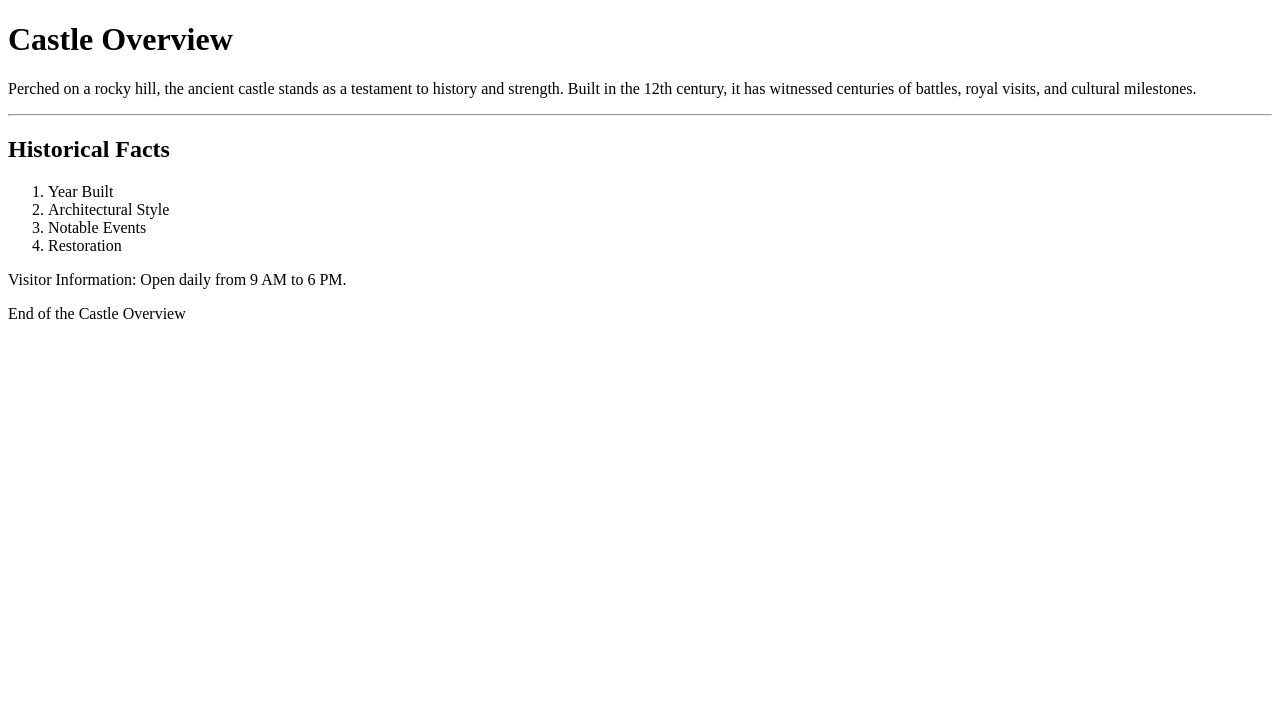 Castle Overview
Perched on a rocky hill, the ancient castle stands as a testament to history and strength. Built in the 12th century, it has witnessed centuries of battles, royal visits, and cultural milestones.
Historical Facts
1. Year Built
2. Architectural Style
3. Notable Events
4. Restoration
Visitor Information: Open daily from 9 AM to 6 PM.
End of the Castle Overview